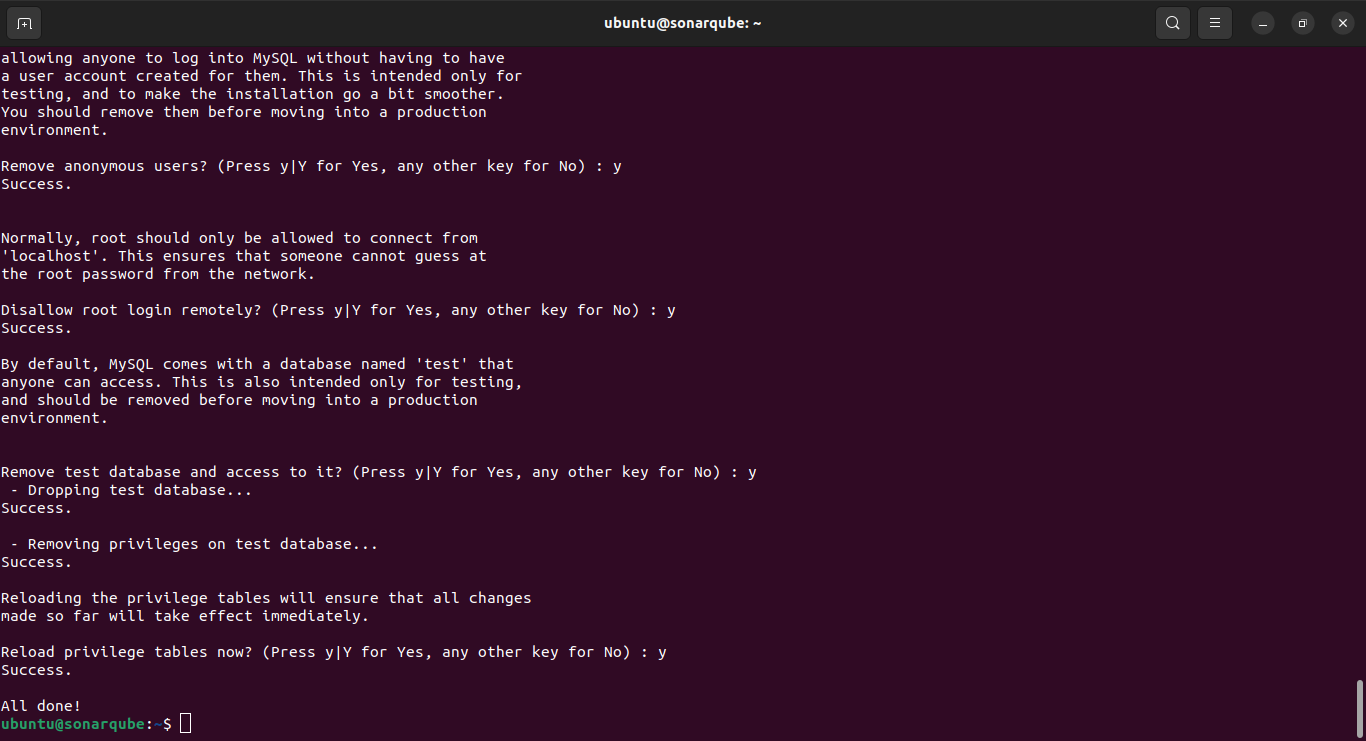 ubuntu@sonarqube: ~
allowing anyone to log into MySQL without having to have
a user account created for them. This is intended only for
testing, and to make the installation go a bit smoother.
You should remove them before moving into a production
environment.
Remove anonymous users? (Press y|Y for Yes, any other key for No) : y
Success.
Normally, root should only be allowed to connect from
'localhost'. This ensures that someone cannot guess at
the root password from the network.
Disallow root login remotely? (Press y|Y for Yes, any other key for No) : y
Success.
By default, MySQL comes with a database named 'test' that
anyone can access. This is also intended only for testing,
and should be removed before moving into a production
environment.
Remove test database and access to it? (Press y|Y for Yes, any other key for No) : y
 - Dropping test database...
Success.
 - Removing privileges on test database...
Success.
Reloading the privilege tables will ensure that all changes
made so far will take effect immediately.
Reload privilege tables now? (Press y|Y for Yes, any other key for No) : y
Success.
All done!
ubuntu@sonarqube:~$